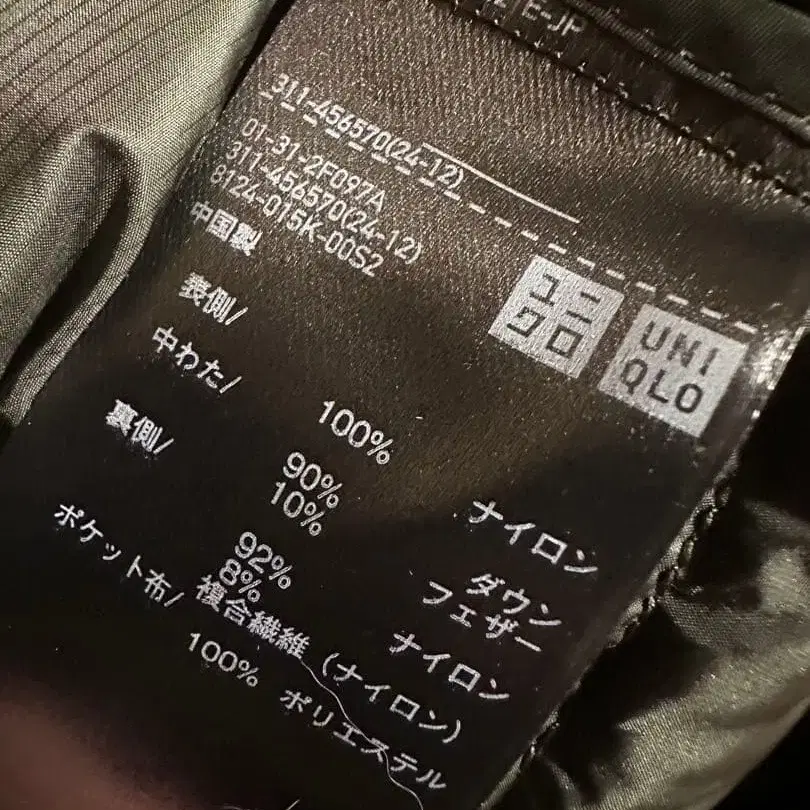 311-456570(24-12)
01-31-2F097A
311-456570(24-12)
8124-015K-00S2
中国製
ユニクロ
UNIQLO
表側/
100% ナイロン
中わた/
90% ダウン
10% フェザー
裏側/
92% ナイロン
8% 複合繊維 (ナイロン)
ポケット布/
100% ポリエステル